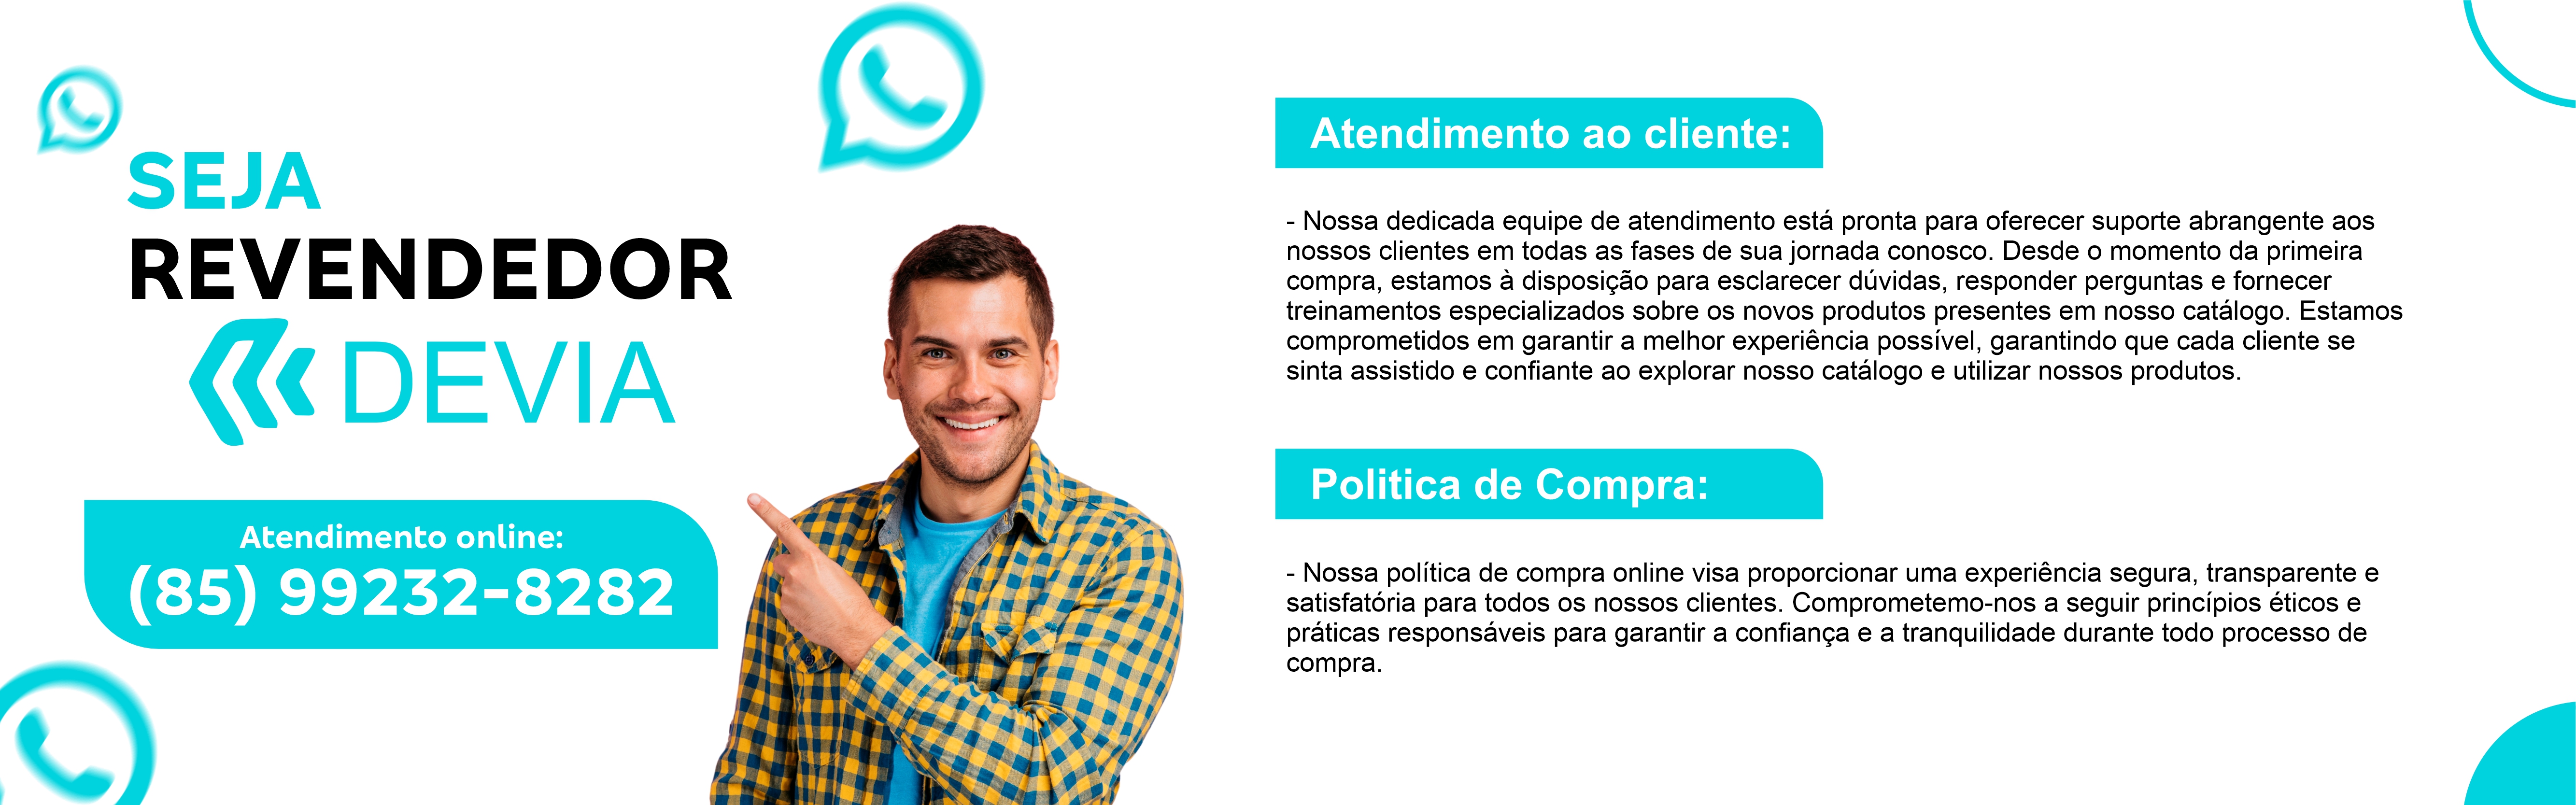 SEJA
REVENDEDOR
DEVIA
Atendimento online:
(85) 99232-8282
Atendimento ao cliente:
- Nossa dedicada equipe de atendimento está pronta para oferecer suporte abrangente aos
nossos clientes em todas as fases de sua jornada conosco. Desde o momento da primeira
compra, estamos à disposição para esclarecer dúvidas, responder perguntas e fornecer
treinamentos especializados sobre os novos produtos presentes em nosso catálogo. Estamos
comprometidos em garantir a melhor experiência possível, garantindo que cada cliente se
sinta assistido e confiante ao explorar nosso catálogo e utilizar nossos produtos.
Politica de Compra:
- Nossa política de compra online visa proporcionar uma experiência segura, transparente e
satisfatória para todos os nossos clientes. Comprometemo-nos a seguir princípios éticos e
práticas responsáveis para garantir a confiança e a tranquilidade durante todo processo de
compra.